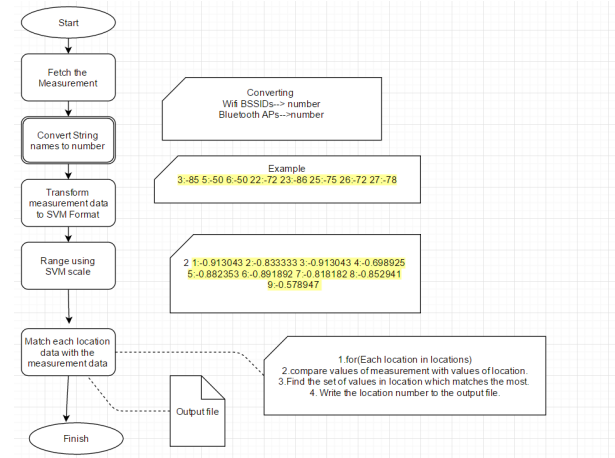 Start
Fetch the
Measurement
Converting
Wifi BSSIDs--> number
Bluetooth APs-->number
Convert String
names to number
Example
3:-85 5:-50 6:-50 22:-72 23:-86 25:-75 26:-72 27:-78
Transform
measurement data
to SVM Format
Range using
SVM scale
2 1:-0.913043 2:-0.833333 3:-0.913043 4:-0.698925
5:-0.882353 6:-0.891892 7:-0.818182 8:-0.852941
9:-0.578947
Match each location
data with the
measurement data
1.for(Each location in locations)
2.compare values of measurement with values of location.
3.Find the set of values in location which matches the most.
4. Write the location number to the output file.
Output file
Finish